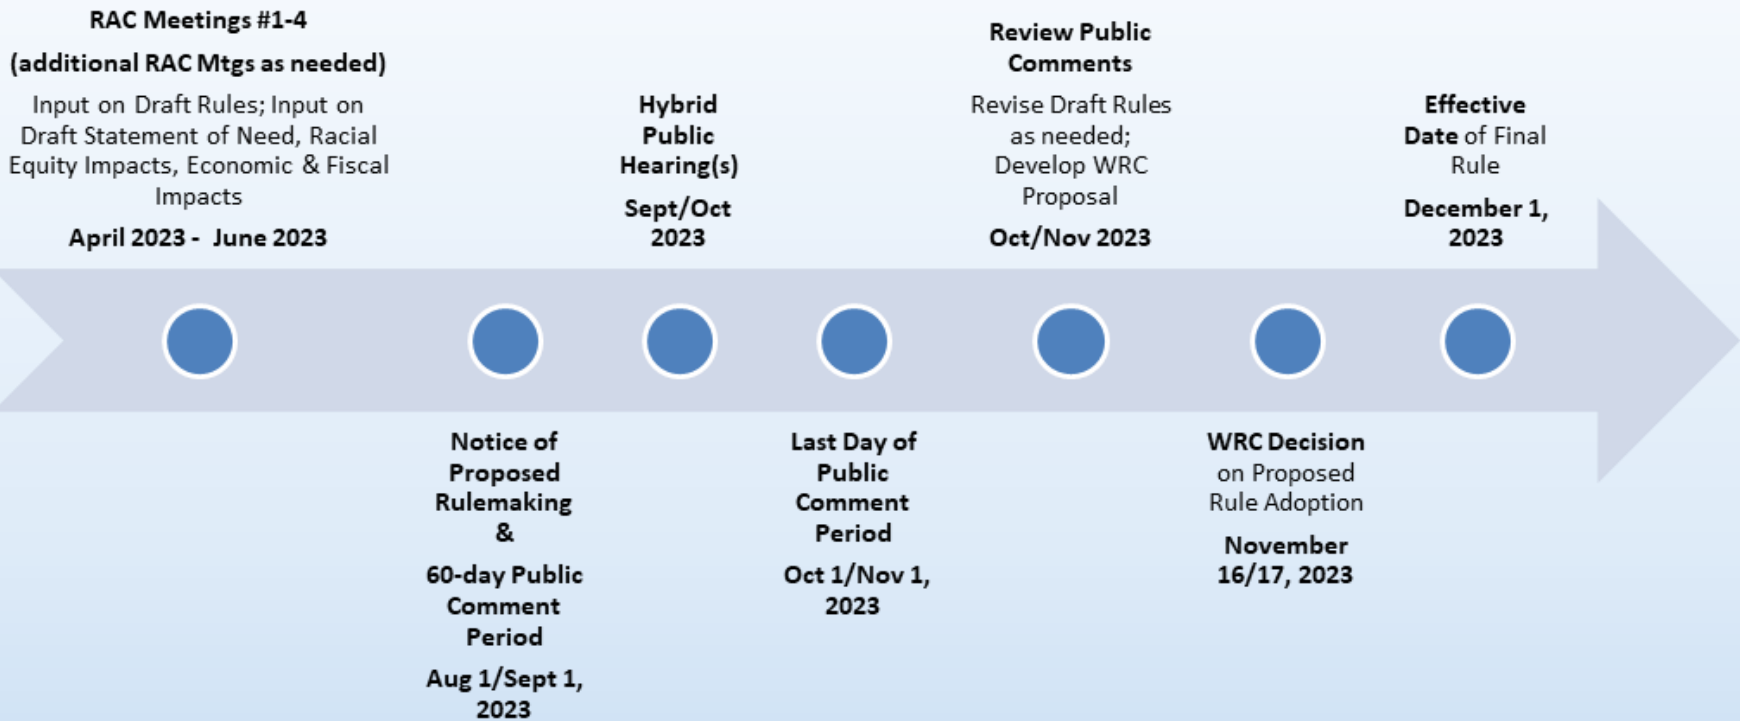 RAC Meetings #1-4
(additional RAC Mtgs as needed)
Input on Draft Rules; Input on
Draft Statement of Need, Racial
Equity Impacts, Economic & Fiscal
Impacts
April 2023 - June 2023
Notice of
Proposed
Rulemaking
&
60-day Public
Comment
Period
Aug 1/Sept 1,
2023
Hybrid
Public
Hearing(s)
Sept/Oct
2023
Last Day of
Public
Comment
Period
Oct 1/Nov 1,
2023
Review Public
Comments
Revise Draft Rules
as needed;
Develop WRC
Proposal
Oct/Nov 2023
WRC Decision
on Proposed
Rule Adoption
November
16/17, 2023
Effective
Date of Final
Rule
December 1,
2023